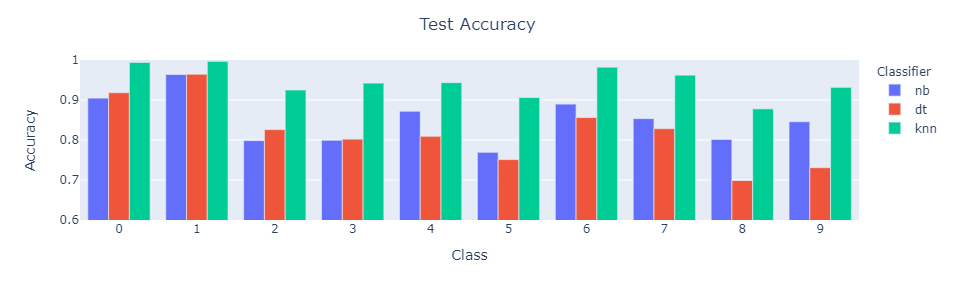 Test Accuracy
Accuracy
1
0.9
0.8
0.7
0.6
0 1 2 3 4 5 6 7 8 9
Class
Classifier
nb
dt
knn